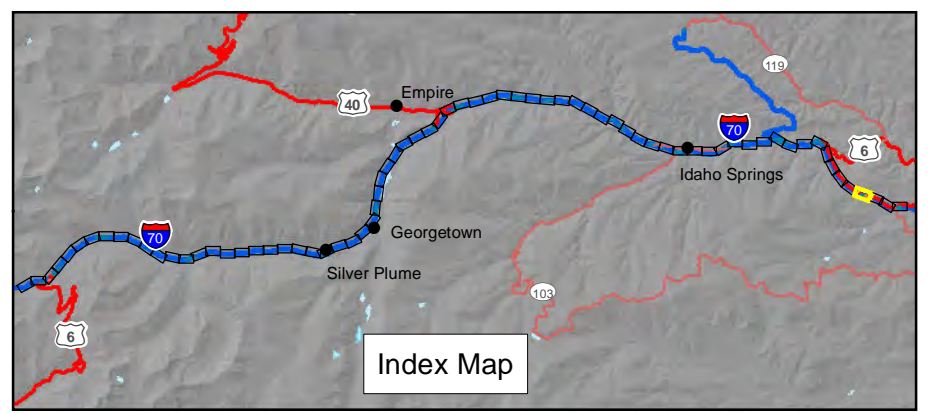 119
Empire
40
70
6
Idaho Springs
Georgetown
70
Silver Plume
103
6
Index Map